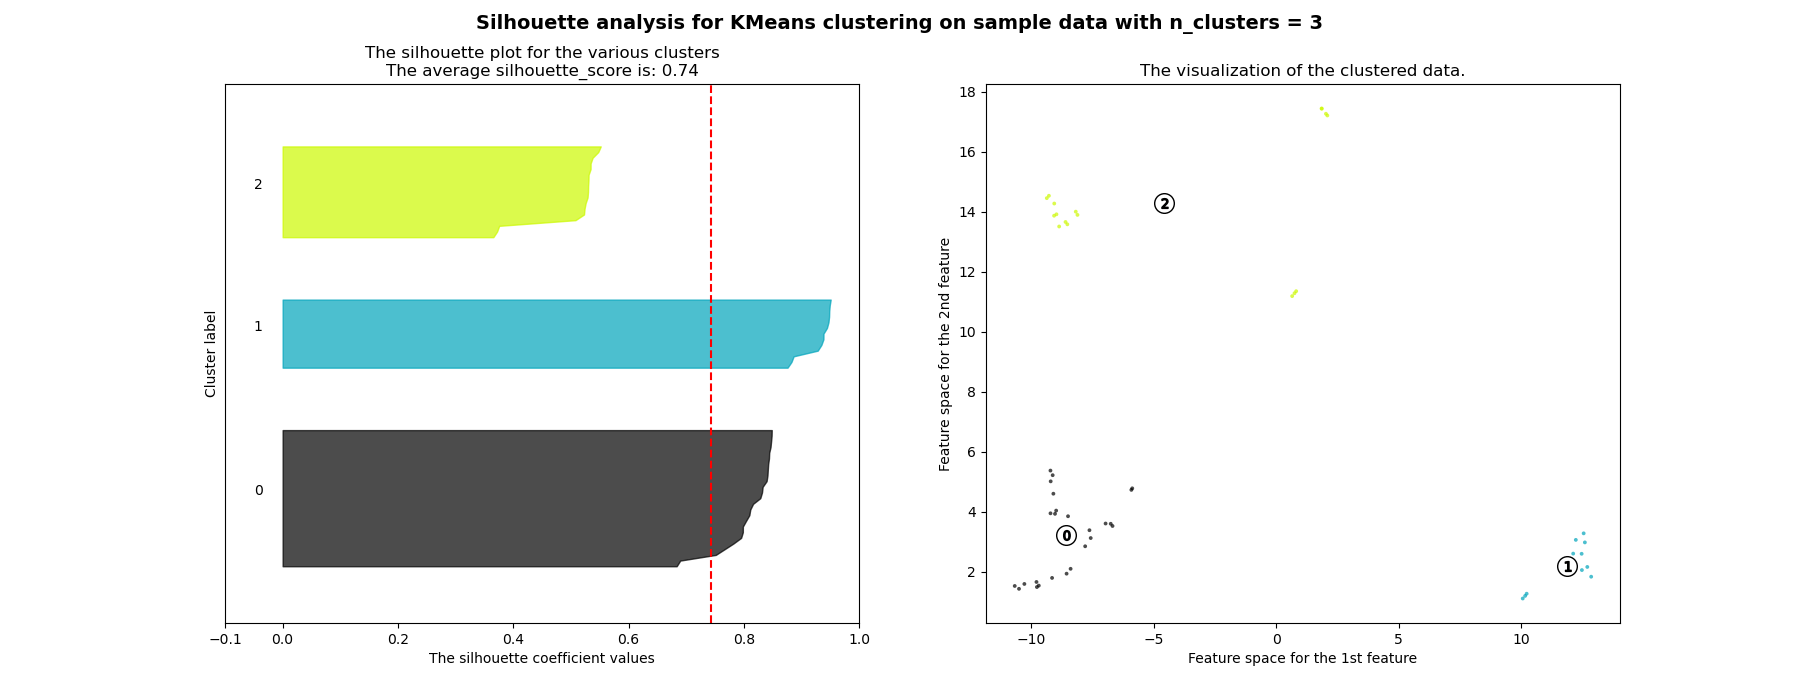 Silhouette analysis for KMeans clustering on sample data with n_clusters = 3
The silhouette plot for the various clusters
The average silhouette_score is: 0.74
2
1
0
Cluster label
−0.1 0.0 0.2 0.4 0.6 0.8 1.0
The silhouette coefficient values
The visualization of the clustered data.
18
16
14
12
10
8
6
4
2
Feature space for the 2nd feature
2
0
1
−10 −5 0 5 10
Feature space for the 1st feature